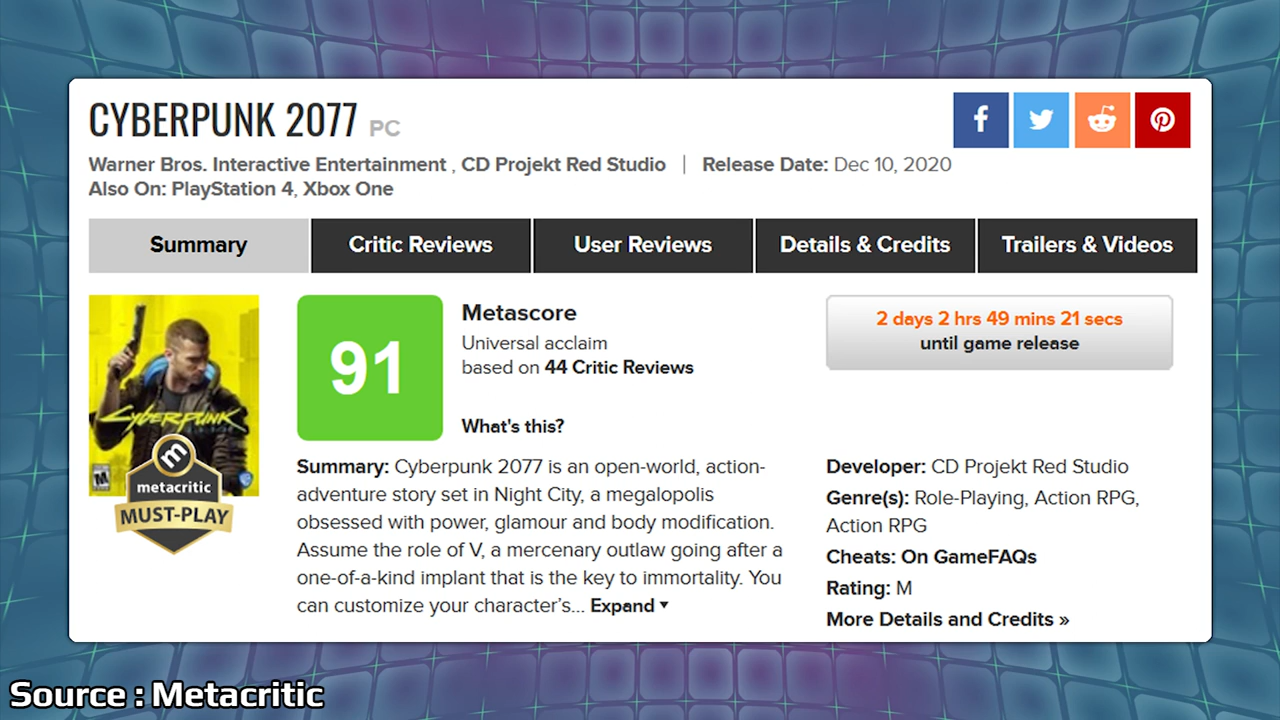 CYBERPUNK 2077 PC
Warner Bros. Interactive Entertainment , CD Projekt Red Studio | Release Date: Dec 10, 2020
Also On: PlayStation 4, Xbox One
Summary
Critic Reviews
User Reviews
Details & Credits
Trailers & Videos
CYBERPUNK
M
metacritic
MUST-PLAY
91
Metascore
Universal acclaim
based on 44 Critic Reviews
What's this?
2 days 2 hrs 49 mins 21 secs
until game release
Summary: Cyberpunk 2077 is an open-world, action-
adventure story set in Night City, a megalopolis
obsessed with power, glamour and body modification.
Assume the role of V, a mercenary outlaw going after a
one-of-a-kind implant that is the key to immortality. You
can customize your character’s... Expand
Developer: CD Projekt Red Studio
Genre(s): Role-Playing, Action RPG,
Action RPG
Cheats: On GameFAQs
Rating: M
More Details and Credits »
Source : Metacritic